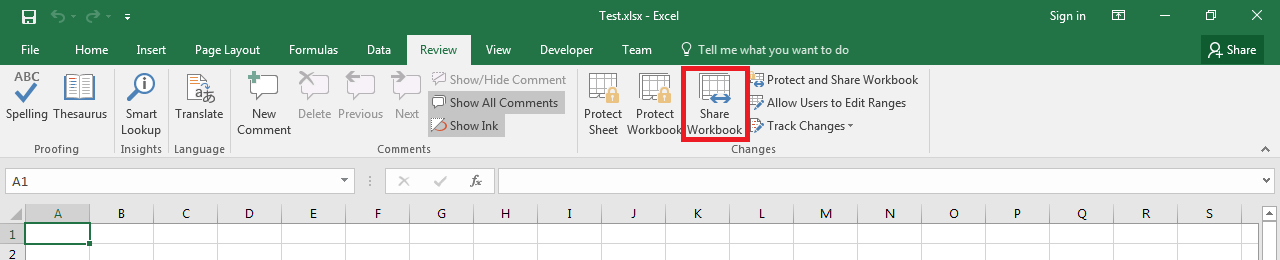 Test.xlsx - Excel
Sign in
File Home Insert Page Layout Formulas Data Review View Developer Team Tell me what you want to do Share
ABC
Spelling
Thesaurus
Proofing
Smart
Lookup
Insights
Translate
Language
New
Comment
Delete
Previous
Next
Show/Hide Comment
Show All Comments
Show Ink
Comments
Protect
Sheet
Protect
Workbook
Share
Workbook
Protect and Share Workbook
Allow Users to Edit Ranges
Track Changes
Changes
A1
fx
A B C D E F G H I J K L M N O P Q R S
1
2